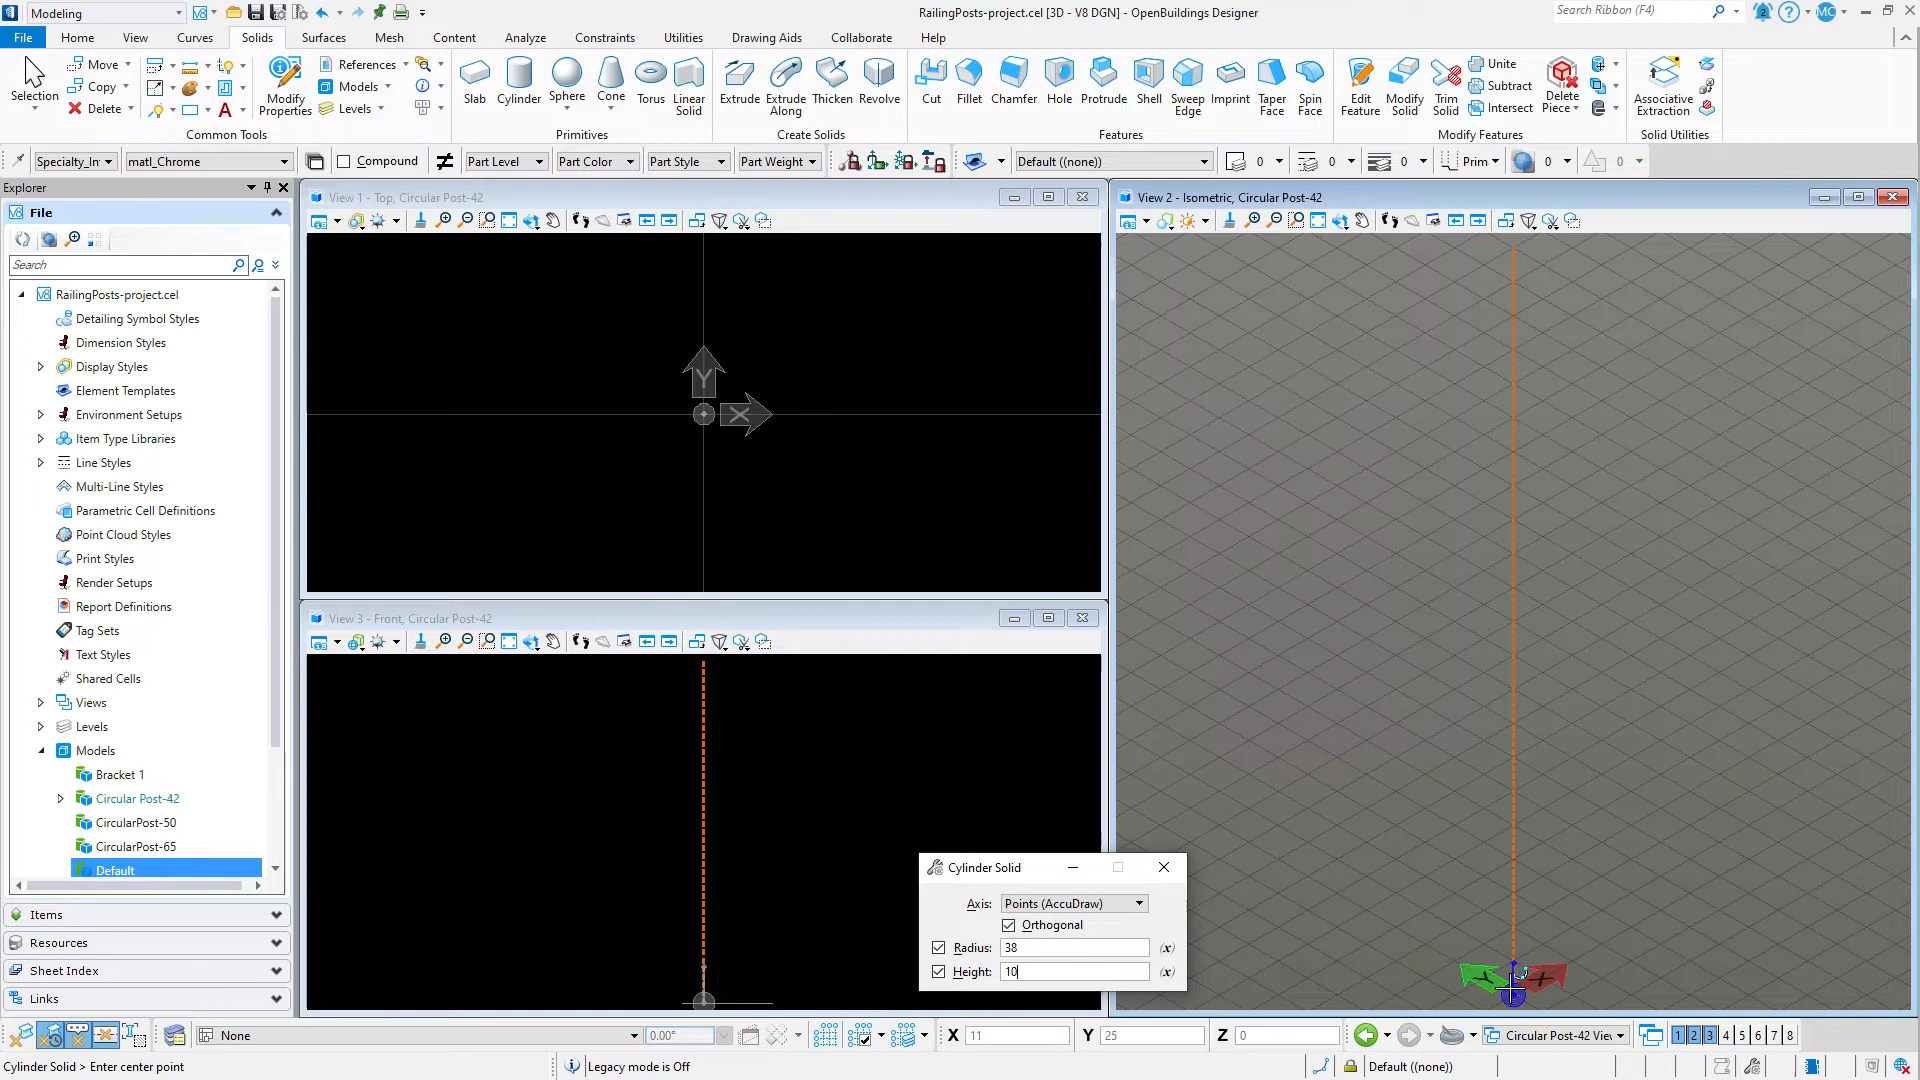 Modeling
RailingPosts-project.cel [3D - V8 DGN] - OpenBuildings Designer
Search Ribbon (F4)
2
MC
File
Home
View
Curves
Solids
Surfaces
Mesh
Content
Analyze
Constraints
Utilities
Drawing Aids
Collaborate
Help
Selection
Move
Copy
Delete
Modify Properties
References
Models
Levels
Common Tools
Slab
Cylinder
Sphere
Cone
Torus
Linear Solid
Primitives
Extrude
Extrude Along
Thicken
Revolve
Create Solids
Cut
Fillet
Chamfer
Hole
Protrude
Shell
Sweep Edge
Imprint
Taper Face
Spin Face
Features
Edit Feature
Modify Solid
Trim Solid
Unite
Subtract
Intersect
Delete Piece
Modify Features
Associative Extraction
Solid Utilities
Specialty_In
matl_Chrome
Compound
Part Level
Part Color
Part Style
Part Weight
Default ((none))
0
0
0
Prim
0
0
Explorer
File
Search
RailingPosts-project.cel
Detailing Symbol Styles
Dimension Styles
Display Styles
Element Templates
Environment Setups
Item Type Libraries
Line Styles
Multi-Line Styles
Parametric Cell Definitions
Point Cloud Styles
Print Styles
Render Setups
Report Definitions
Tag Sets
Text Styles
Shared Cells
Views
Levels
Models
Bracket 1
Circular Post-42
CircularPost-50
CircularPost-65
Default
Items
Resources
Sheet Index
Links
View 1 - Top, Circular Post-42
Y
X
View 3 - Front, Circular Post-42
View 2 - Isometric, Circular Post-42
Y
X
Cylinder Solid
Axis: Points (AccuDraw)
Orthogonal
Radius: 38 (x)
Height: 10 (x)
None
0.00°
X 11
Y 25
Z 0
Circular Post-42 View
1 2 3 4 5 6 7 8
Cylinder Solid > Enter center point
Legacy mode is Off
Default ((none))